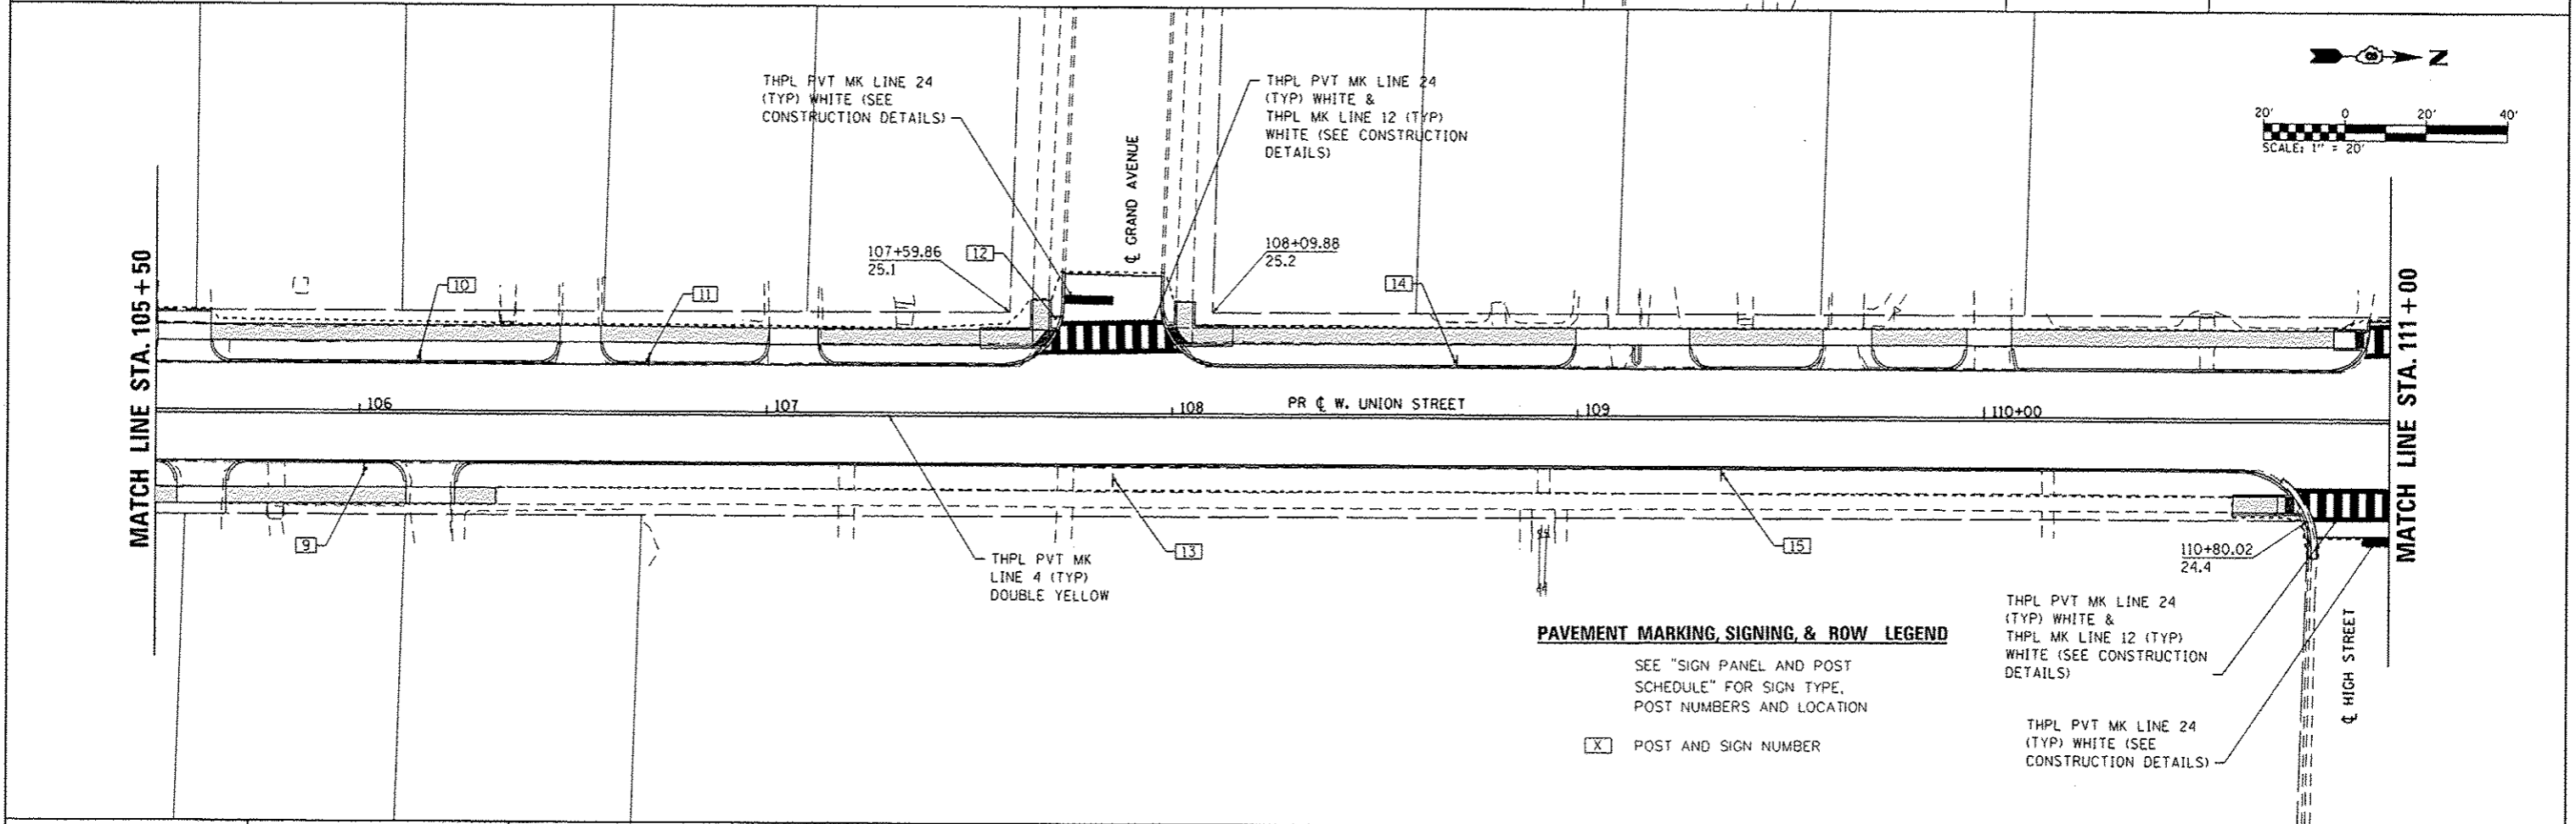 THPL PVT MK LINE 24
(TYP) WHITE (SEE
CONSTRUCTION DETAILS)
THPL PVT MK LINE 24
(TYP) WHITE &
THPL MK LINE 12 (TYP)
WHITE (SEE CONSTRUCTION
DETAILS)
℄ GRAND AVENUE
N
20' 0 20' 40'
SCALE: 1" = 20'
MATCH LINE STA. 105+50
10
11
107+59.86
25.1
12
108+09.88
25.2
14
MATCH LINE STA. 111+00
106
107
108
PR ℄ W. UNION STREET
109
110+00
9
THPL PVT MK
LINE 4 (TYP)
DOUBLE YELLOW
13
15
110+80.02
24.4
PAVEMENT MARKING, SIGNING, & ROW LEGEND
SEE "SIGN PANEL AND POST
SCHEDULE" FOR SIGN TYPE,
POST NUMBERS AND LOCATION
X POST AND SIGN NUMBER
THPL PVT MK LINE 24
(TYP) WHITE &
THPL MK LINE 12 (TYP)
WHITE (SEE CONSTRUCTION
DETAILS)
THPL PVT MK LINE 24
(TYP) WHITE (SEE
CONSTRUCTION DETAILS)
℄ HIGH STREET